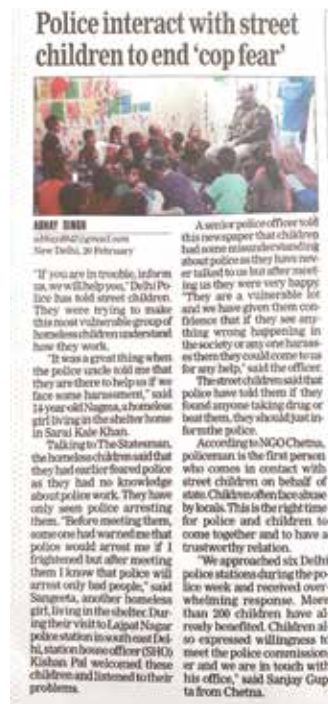 Police interact with street
children to end 'cop fear'
ABHAY SINGH
New Delhi, 20 February
"If you are in trouble, inform
us, we will help you," Delhi Po-
lice has told street children.
They were trying to make
this most vulnerable group of
homeless children understand
how they work.
"It was a great thing when
the police uncle told me that
they are there to help us if we
face some harassment," said
14 year old Nagma, a homeless
girl living in the shelter home
in Sarai Kale Khan.
Talking to The Statesman,
the homeless children said that
they had earlier feared police
as they had no knowledge
about police work. They have
only seen police arresting
them. "Before meeting them,
some one had warned me that
police would arrest me if I
frightened but after meeting
them I know that police will
arrest only bad people," said
Sangeeta, another homeless
girl, living in the shelter. Dur-
ing their visit to Lajpat Nagar
police station in south east Del-
hi, station house officer (SHO)
Kishan Pal welcomed these
children and listened to their
problems.
A senior police officer told
this newspaper that children
had some misunderstanding
about police as they have nev-
er talked to us but after meet-
ing us they were very happy.
"They are a vulnerable lot
and we have given them con-
fidence that if they see any-
thing wrong happening in
the society or any one harass-
es them they could come to us
for any help," said the officer.
The street children said that
police have told them if they
found anyone taking drug or
beat them, they should just in-
form the police.
According to NGO Chetna,
policeman is the first person
who comes in contact with
street children on behalf of
state. Children often face abuse
by locals. This is the right time
for police and children to
come together and to have a
trustworthy relation.
"We approached six Delhi
police stations during the po-
lice week and received over-
whelming response. More
than 200 children have al-
ready benefited. Children al-
so expressed willingness to
meet the police commission-
er and we are in touch with
his office," said Sanjay Gup-
ta from Chetna.